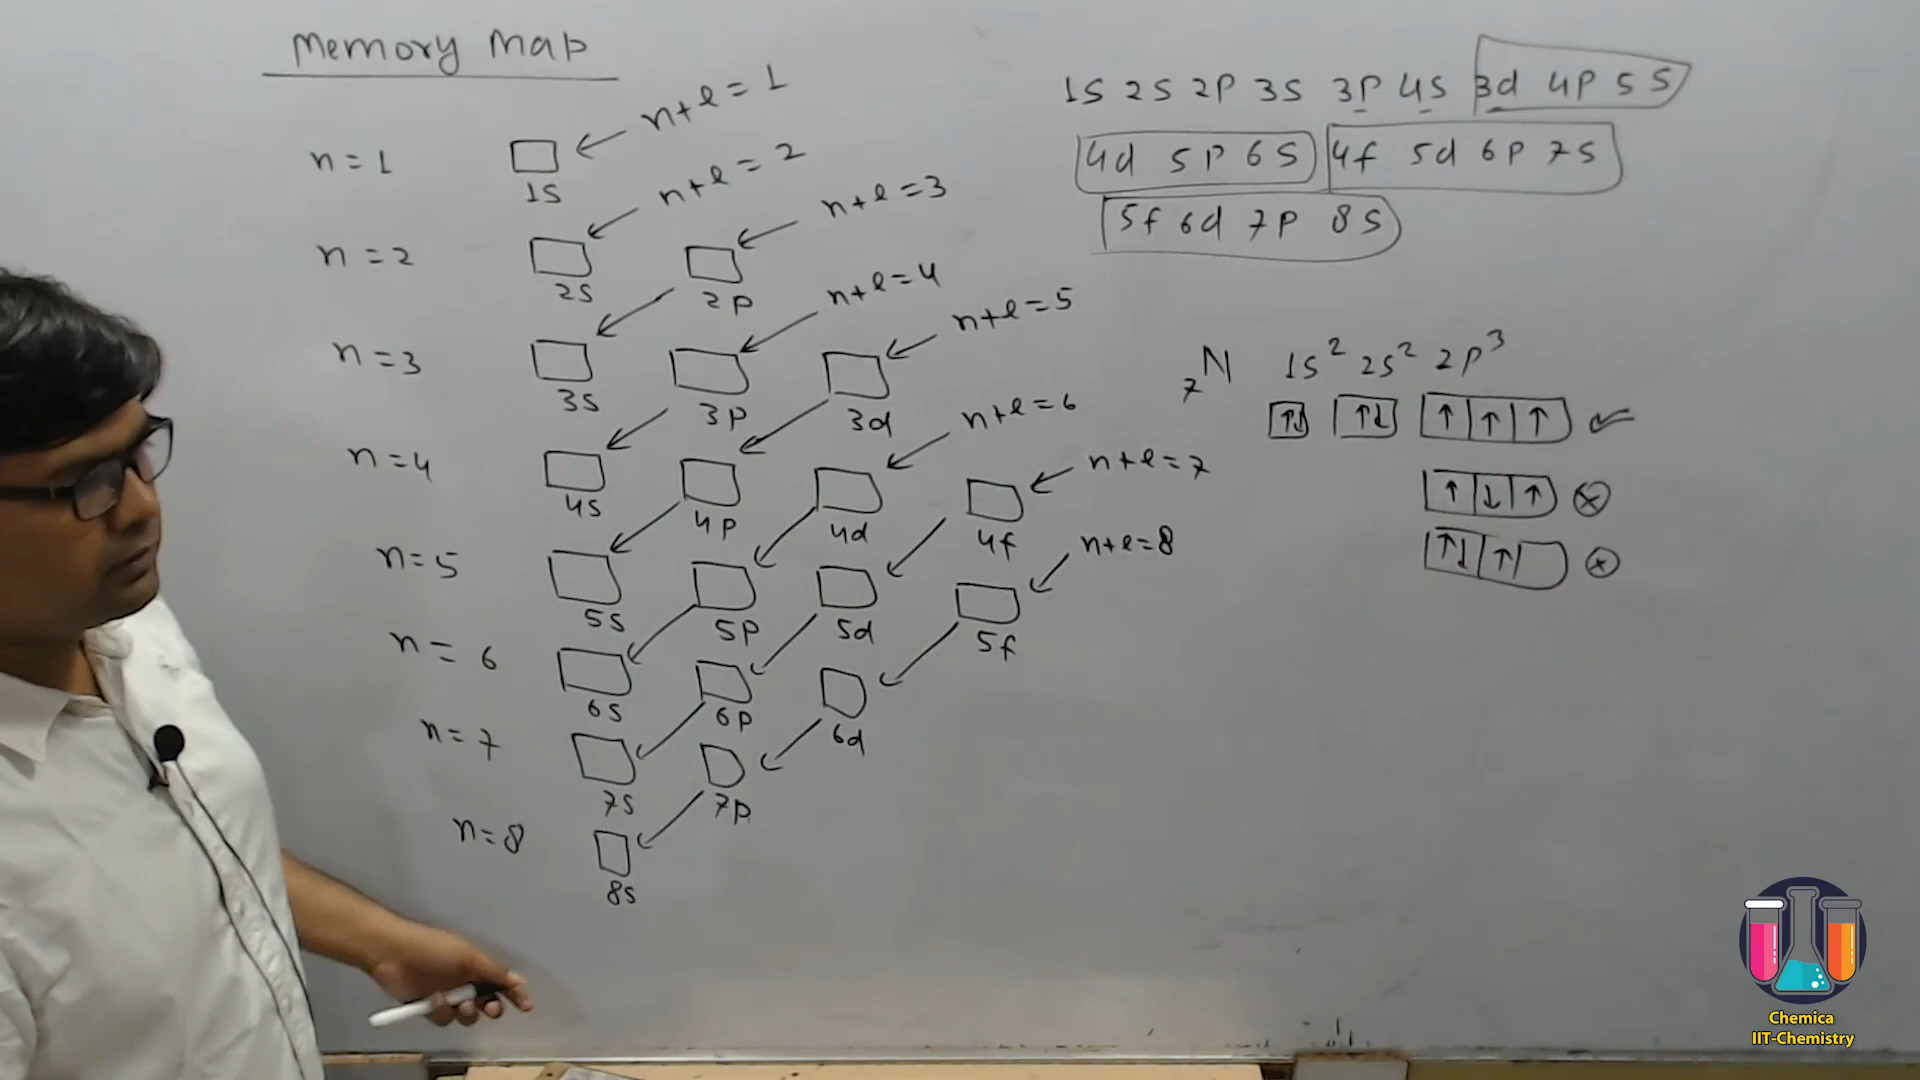 Memory Map
n+l=1
n=1
1s
n+l=2
n+l=3
n=2
2s 2p
n+l=4
n+l=5
n=3
3s 3p 3d
n+l=6
n=4
4s 4p 4d 4f
n+l=7
n+l=8
n=5
5s 5p 5d 5f
n=6
6s 6p 6d
n=7
7s 7p
n=8
8s
1s 2s 2p 3s 3p 4s 3d 4p 5s
4d 5p 6s 4f 5d 6p 7s
5f 6d 7p 8s
₇N 1s² 2s² 2p³
↑↓ ↑↓ ↑ ↑ ↑ ✓
↑ ↓ ↑ ⊗
↑↓ ↑ ⊗
Chemica
IIT-Chemistry